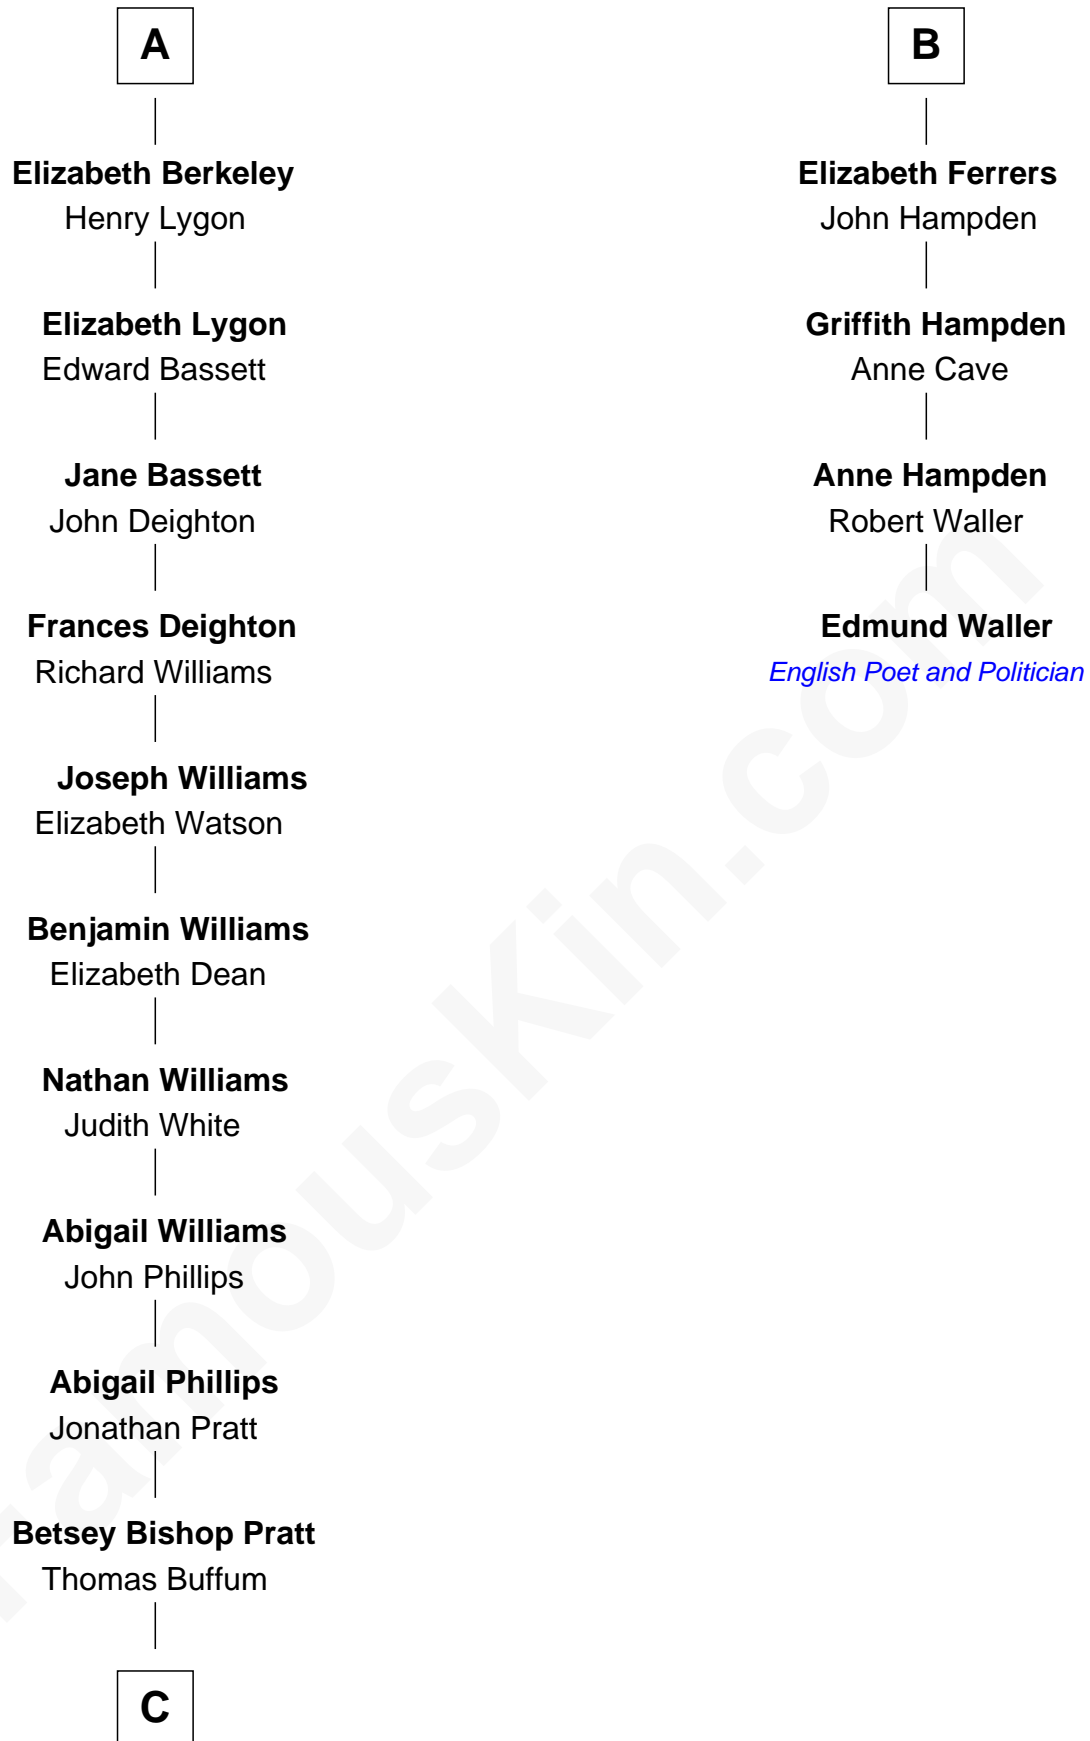 A
Elizabeth Berkeley
Henry Lygon
Elizabeth Lygon
Edward Bassett
Jane Bassett
John Deighton
Frances Deighton
Richard Williams
Joseph Williams
Elizabeth Watson
Benjamin Williams
Elizabeth Dean
Nathan Williams
Judith White
Abigail Williams
John Phillips
Abigail Phillips
Jonathan Pratt
Betsey Bishop Pratt
Thomas Buffum
C
B
Elizabeth Ferrers
John Hampden
Griffith Hampden
Anne Cave
Anne Hampden
Robert Waller
Edmund Waller
English Poet and Politician
FamousKin.com